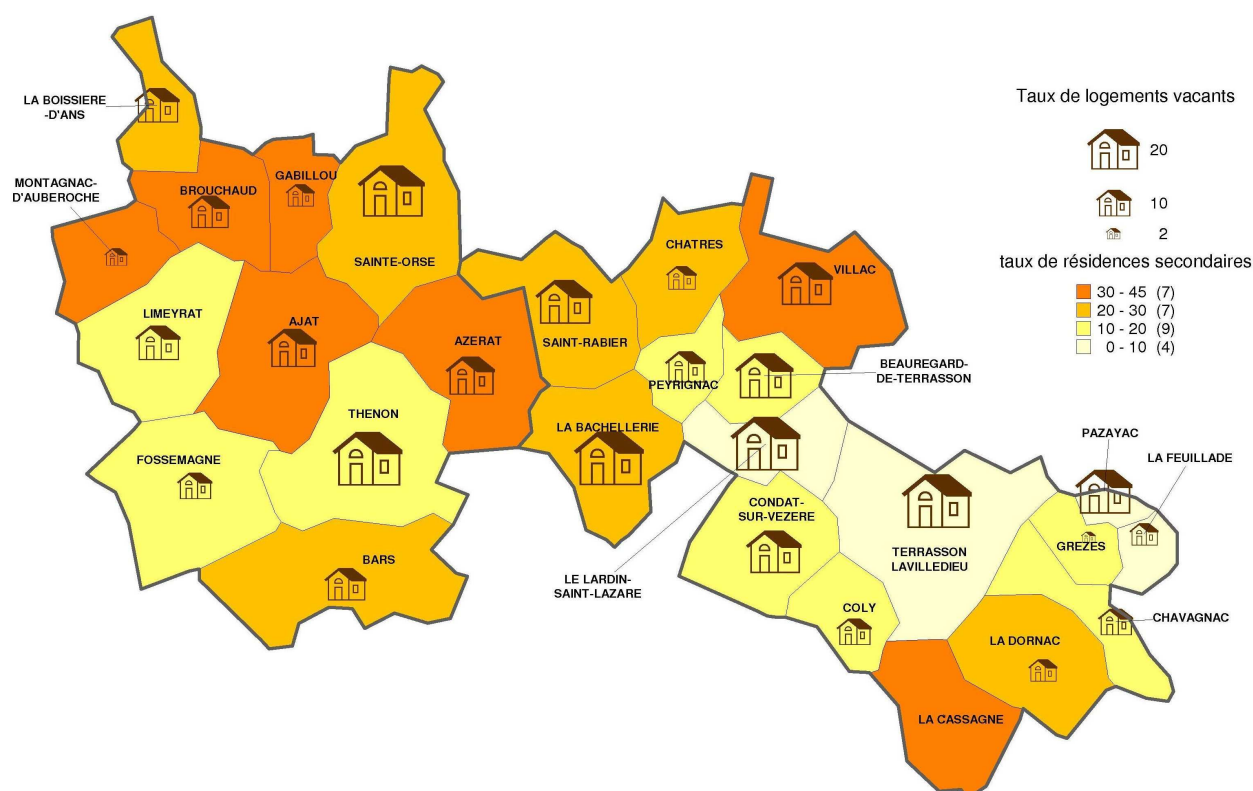 LA BOISSIERE
-D'ANS
MONTAGNAC-
D'AUBEROCHE
BROUCHAUD
GABILLOU
SAINTE-ORSE
LIMEYRAT
AJAT
AZERAT
SAINT-RABIER
CHATRES
VILLAC
PEYRIGNAC
BEAUREGARD-
DE-TERRASSON
THENON
LA BACHELLERIE
FOSSEMAGNE
BARS
CONDAT-
SUR-VEZERE
LE LARDIN-
SAINT-LAZARE
TERRASSON
LAVILLEDIEU
PAZAYAC
LA FEUILLADE
GREZES
COLY
CHAVAGNAC
LA DORNAC
LA CASSAGNE
Taux de logements vacants
20
10
2
taux de résidences secondaires
30 - 45 (7)
20 - 30 (7)
10 - 20 (9)
0 - 10 (4)